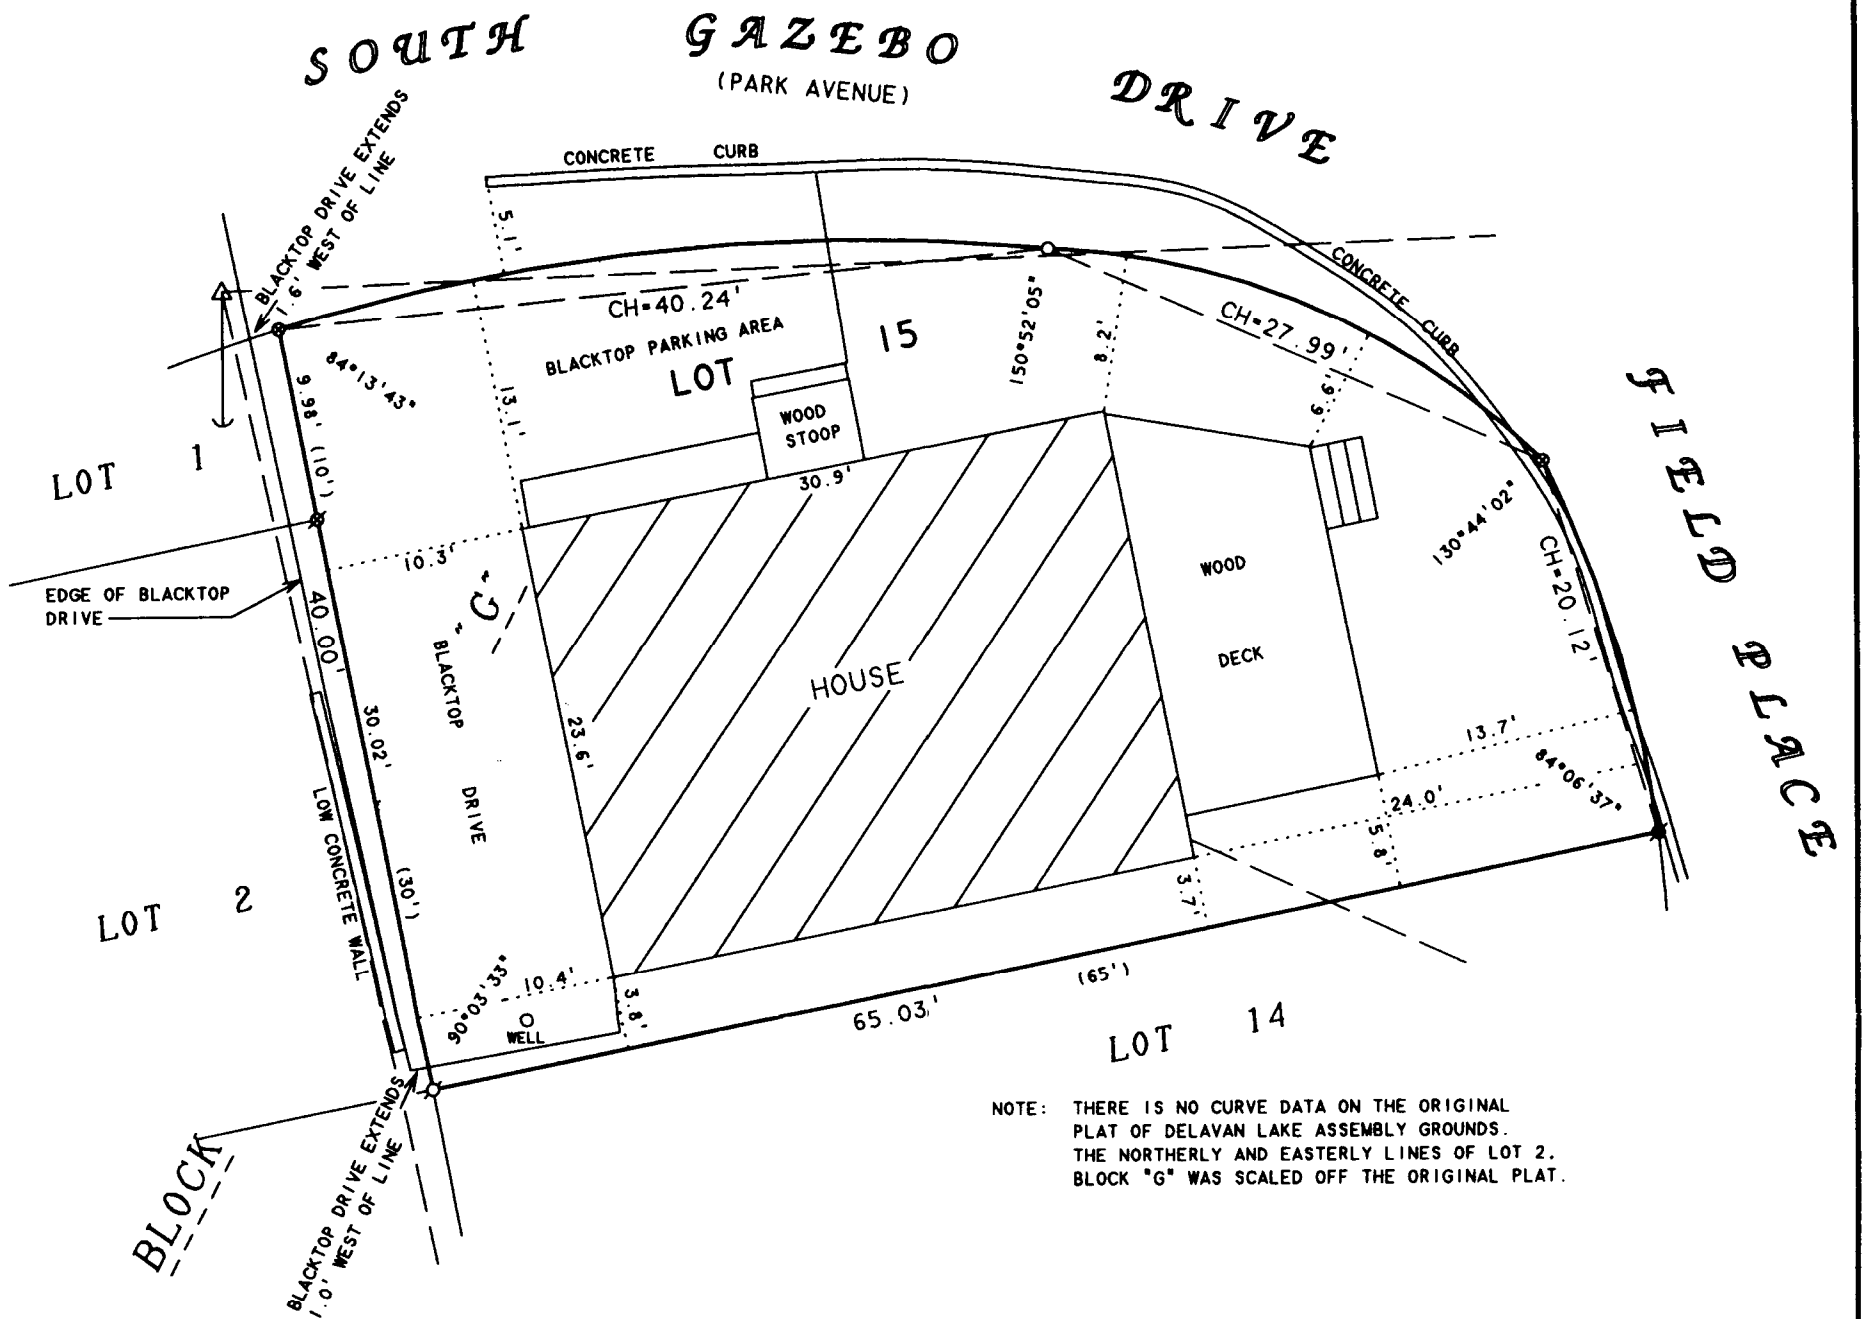 SOUTH GAZEBO DRIVE
(PARK AVENUE)
FIELD PLACE
BLACKTOP DRIVE EXTENDS
1.6' WEST OF LINE
CONCRETE CURB
CONCRETE CURB
5.1'
CH=40.24'
BLACKTOP PARKING AREA
LOT 15
CH=27.99'
84°13'43"
150°52'05"
8.2'
9.9'
9.98' (10')
13.1'
WOOD
STOOP
30.9'
LOT 1
130°44'02"
CH=20.12'
10.3'
EDGE OF BLACKTOP
DRIVE
40.00'
"G"
WOOD
DECK
HOUSE
BLACKTOP DRIVE
23.6'
30.02'
(30')
13.7'
84°06'37"
24.0'
5.8'
3.7'
LOW CONCRETE WALL
LOT 2
90°03'33"
10.4'
3.8'
WELL
65.03'
(65')
LOT 14
BLOCK
BLACKTOP DRIVE EXTENDS
1.0' WEST OF LINE
NOTE: THERE IS NO CURVE DATA ON THE ORIGINAL
PLAT OF DELAVAN LAKE ASSEMBLY GROUNDS.
THE NORTHERLY AND EASTERLY LINES OF LOT 2.
BLOCK "G" WAS SCALED OFF THE ORIGINAL PLAT.